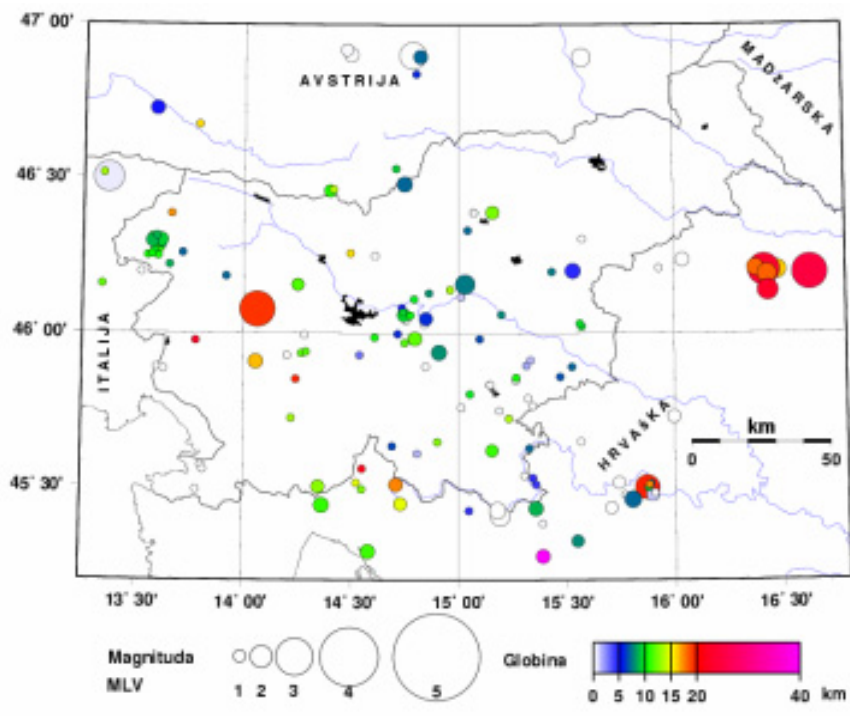 47° 00'
AVSTRIJA
MADŽARSKA
46° 30'
46° 00'
ITALIJA
HRVAŠKA
km
0 50
45° 30'
13° 30' 14° 00' 14° 30' 15° 00' 15° 30' 16° 00' 16° 30'
Magnituda
MLV
1 2 3 4 5
Globina
0 5 10 15 20 40 km